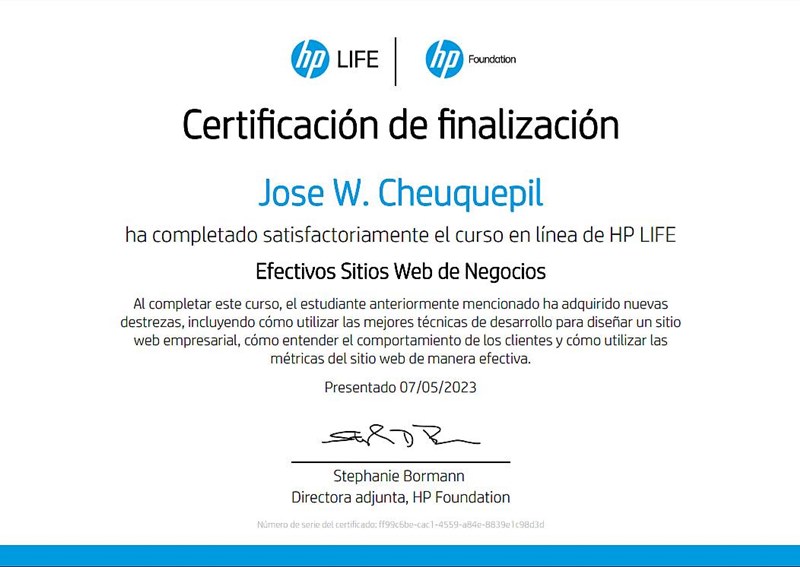 hp LIFE | hp Foundation
Certificación de finalización
Jose W. Cheuquepil
ha completado satisfactoriamente el curso en línea de HP LIFE
Efectivos Sitios Web de Negocios
Al completar este curso, el estudiante anteriormente mencionado ha adquirido nuevas
destrezas, incluyendo cómo utilizar las mejores técnicas de desarrollo para diseñar un sitio
web empresarial, cómo entender el comportamiento de los clientes y cómo utilizar las
métricas del sitio web de manera efectiva.
Presentado 07/05/2023
Stephanie Bormann
Directora adjunta, HP Foundation
Número de serie del certificado: ff99c6be-cac1-4559-a84e-8839e1c98d3d